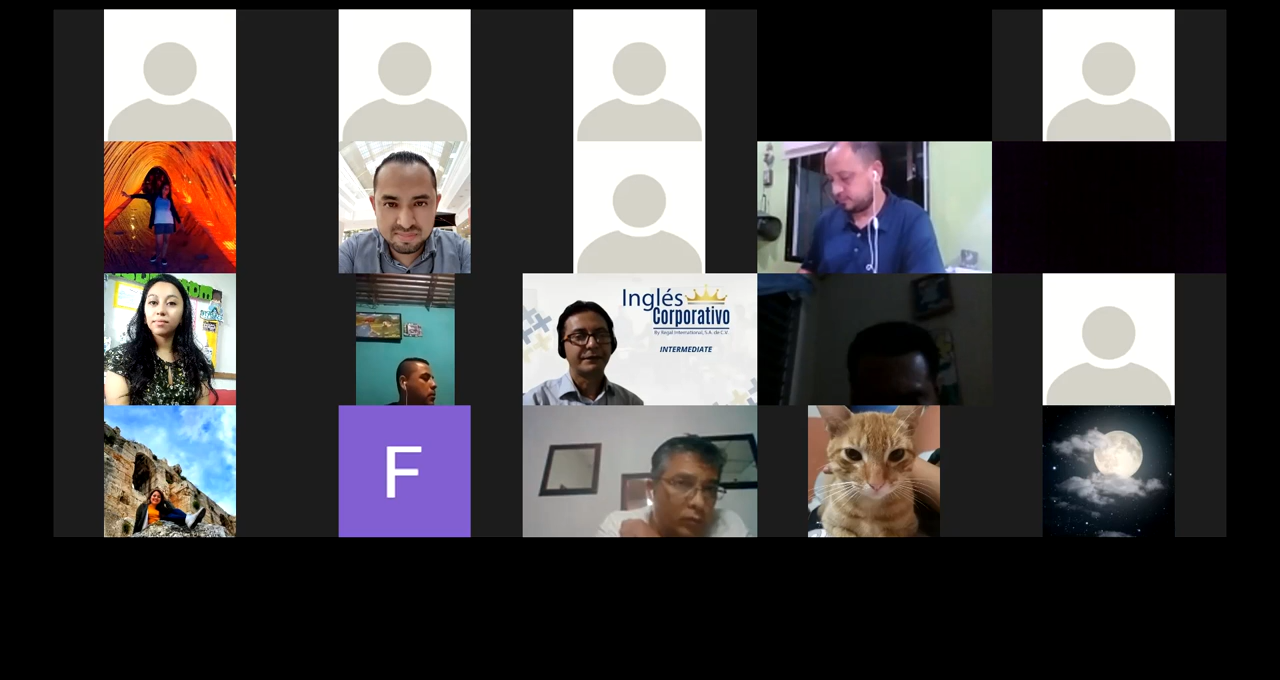 Inglés
Corporativo
By Regal International, S.A. de C.V.
INTERMEDIATE
F